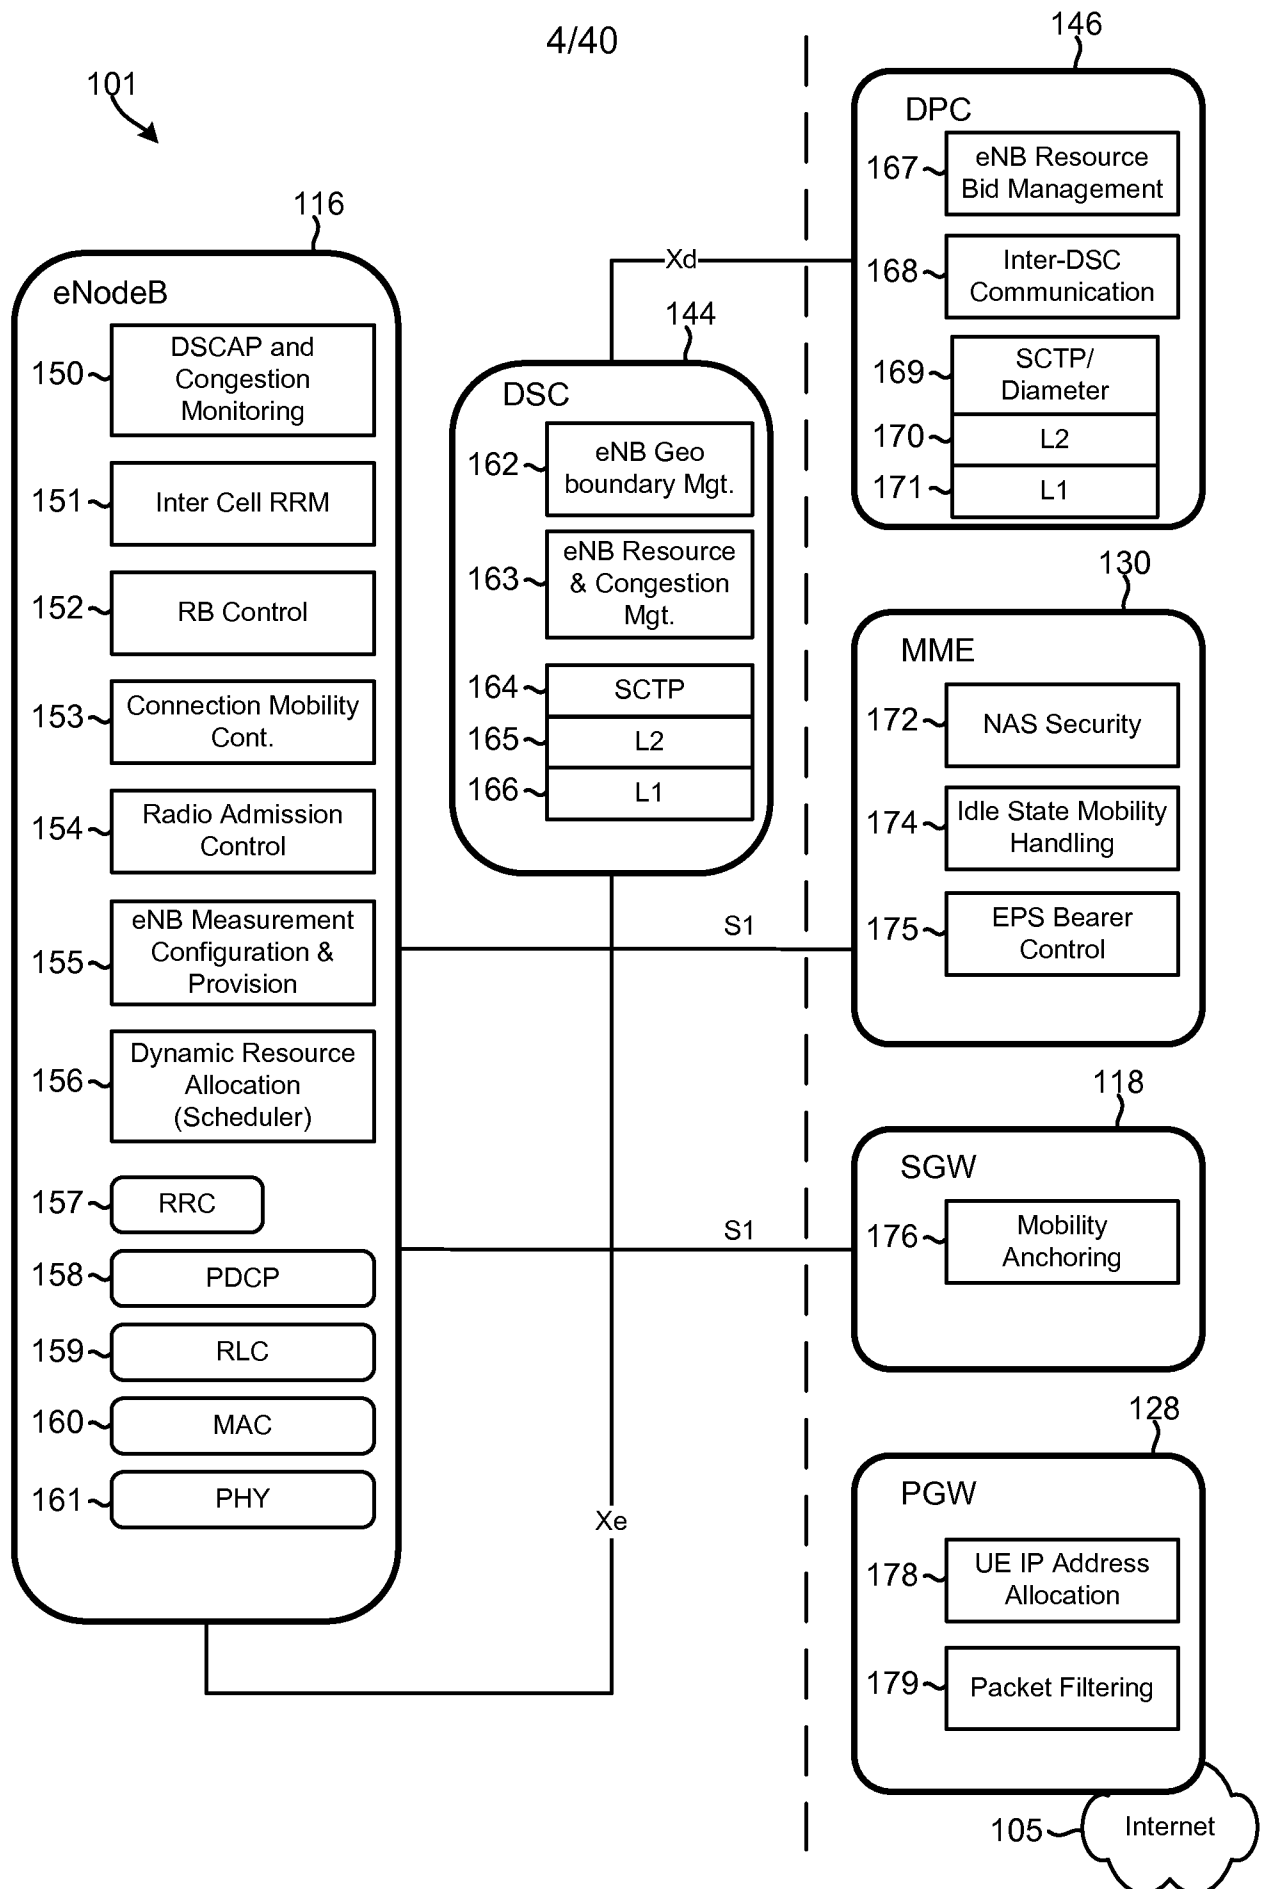 4/40
101
116
eNodeB
150
DSCAP and
Congestion
Monitoring
151
Inter Cell RRM
152
RB Control
153
Connection Mobility
Cont.
154
Radio Admission
Control
155
eNB Measurement
Configuration &
Provision
156
Dynamic Resource
Allocation
(Scheduler)
157
RRC
158
PDCP
159
RLC
160
MAC
161
PHY
Xd
144
DSC
162
eNB Geo
boundary Mgt.
163
eNB Resource
& Congestion
Mgt.
164
SCTP
165
L2
166
L1
S1
S1
Xe
146
DPC
167
eNB Resource
Bid Management
168
Inter-DSC
Communication
169
SCTP/
Diameter
170
L2
171
L1
130
MME
172
NAS Security
174
Idle State Mobility
Handling
175
EPS Bearer
Control
118
SGW
176
Mobility
Anchoring
128
PGW
178
UE IP Address
Allocation
179
Packet Filtering
105
Internet